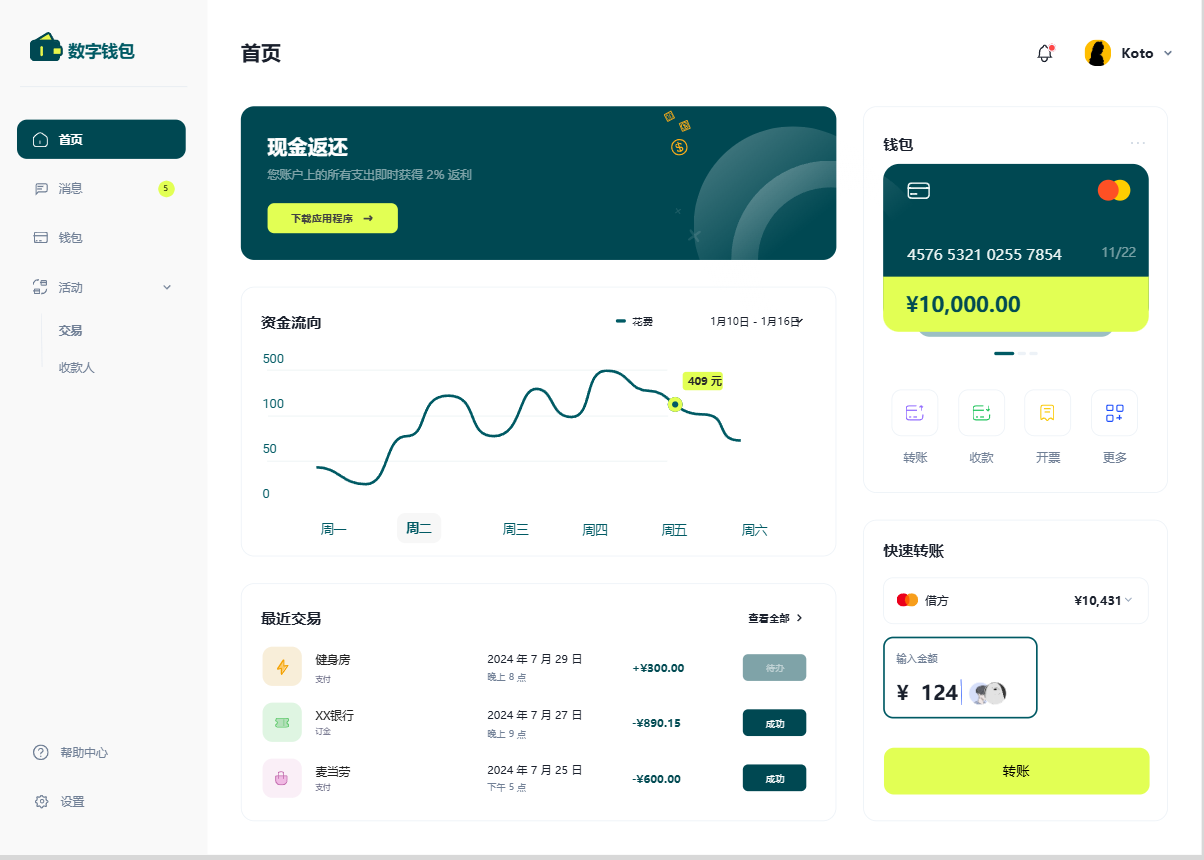 数字钱包
首页
消息
5
钱包
活动
交易
收款人
帮助中心
设置
首页
Koto
现金返还
您账户上的所有支出即时获得 2% 返利
下载应用程序 →
资金流向
花费
1月10日 - 1月16日
500
100
50
0
409 元
周一
周二
周三
周四
周五
周六
最近交易
查看全部
健身房
支付
2024 年 7 月 29 日
晚上 8 点
+¥300.00
待办
XX银行
订金
2024 年 7 月 27 日
晚上 9 点
-¥890.15
成功
麦当劳
支付
2024 年 7 月 25 日
下午 5 点
-¥600.00
成功
钱包
...
4576 5321 0255 7854
11/22
¥10,000.00
转账
收款
开票
更多
快速转账
借方
¥10,431
输入金额
¥ 124
转账